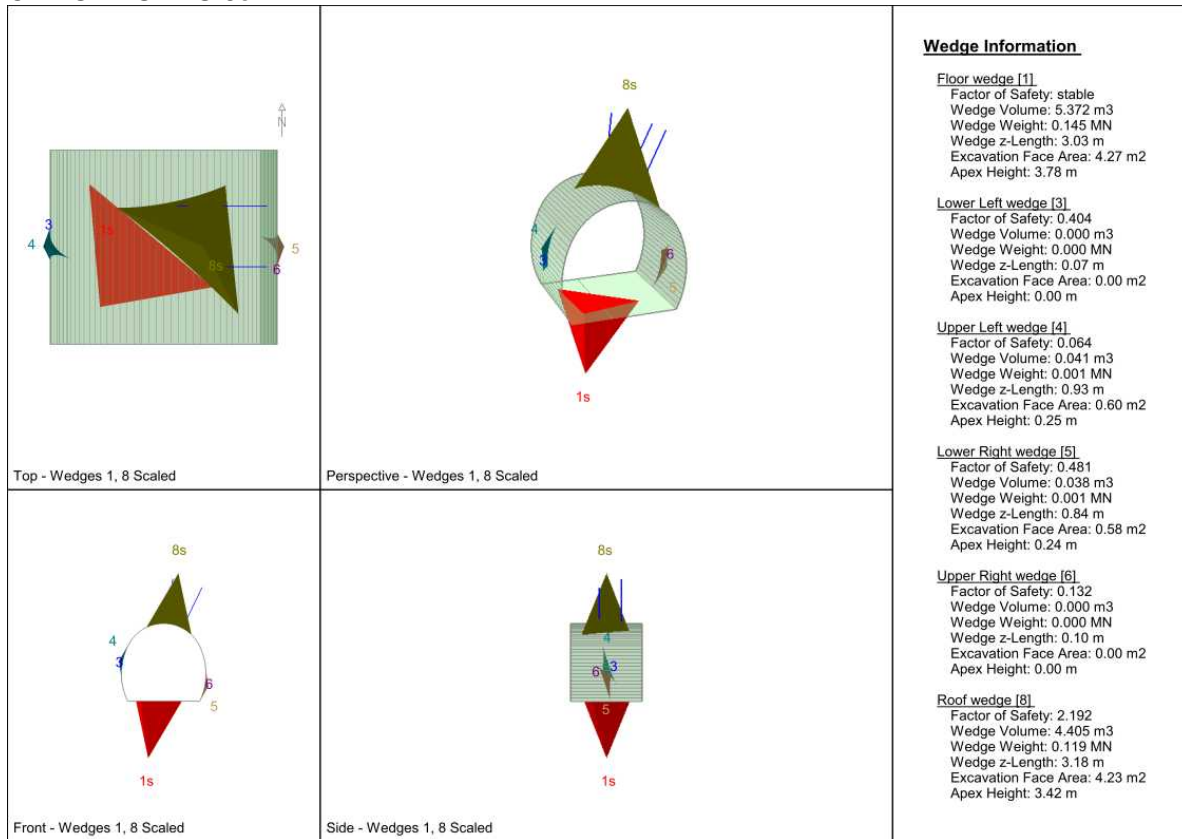 8s
1s
N
3
4
1s
8s
5
6
Top - Wedges 1, 8 Scaled
8s
4
3
6
5
1s
Perspective - Wedges 1, 8 Scaled
8s
4
3
6
5
1s
Front - Wedges 1, 8 Scaled
8s
4
6
3
5
1s
Side - Wedges 1, 8 Scaled
Wedge Information
Floor wedge [1]
Factor of Safety: stable
Wedge Volume: 5.372 m3
Wedge Weight: 0.145 MN
Wedge z-Length: 3.03 m
Excavation Face Area: 4.27 m2
Apex Height: 3.78 m
Lower Left wedge [3]
Factor of Safety: 0.404
Wedge Volume: 0.000 m3
Wedge Weight: 0.000 MN
Wedge z-Length: 0.07 m
Excavation Face Area: 0.00 m2
Apex Height: 0.00 m
Upper Left wedge [4]
Factor of Safety: 0.064
Wedge Volume: 0.041 m3
Wedge Weight: 0.001 MN
Wedge z-Length: 0.93 m
Excavation Face Area: 0.60 m2
Apex Height: 0.25 m
Lower Right wedge [5]
Factor of Safety: 0.481
Wedge Volume: 0.038 m3
Wedge Weight: 0.001 MN
Wedge z-Length: 0.84 m
Excavation Face Area: 0.58 m2
Apex Height: 0.24 m
Upper Right wedge [6]
Factor of Safety: 0.132
Wedge Volume: 0.000 m3
Wedge Weight: 0.000 MN
Wedge z-Length: 0.10 m
Excavation Face Area: 0.00 m2
Apex Height: 0.00 m
Roof wedge [8]
Factor of Safety: 2.192
Wedge Volume: 4.405 m3
Wedge Weight: 0.119 MN
Wedge z-Length: 3.18 m
Excavation Face Area: 4.23 m2
Apex Height: 3.42 m